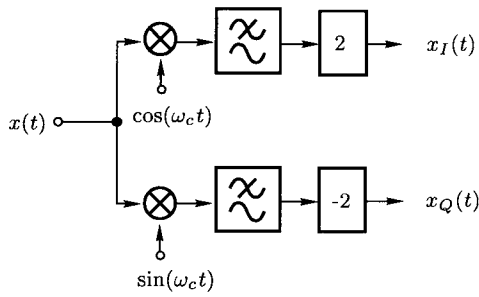 2
x_I(t)
cos(ω_c t)
x(t)
-2
x_Q(t)
sin(ω_c t)